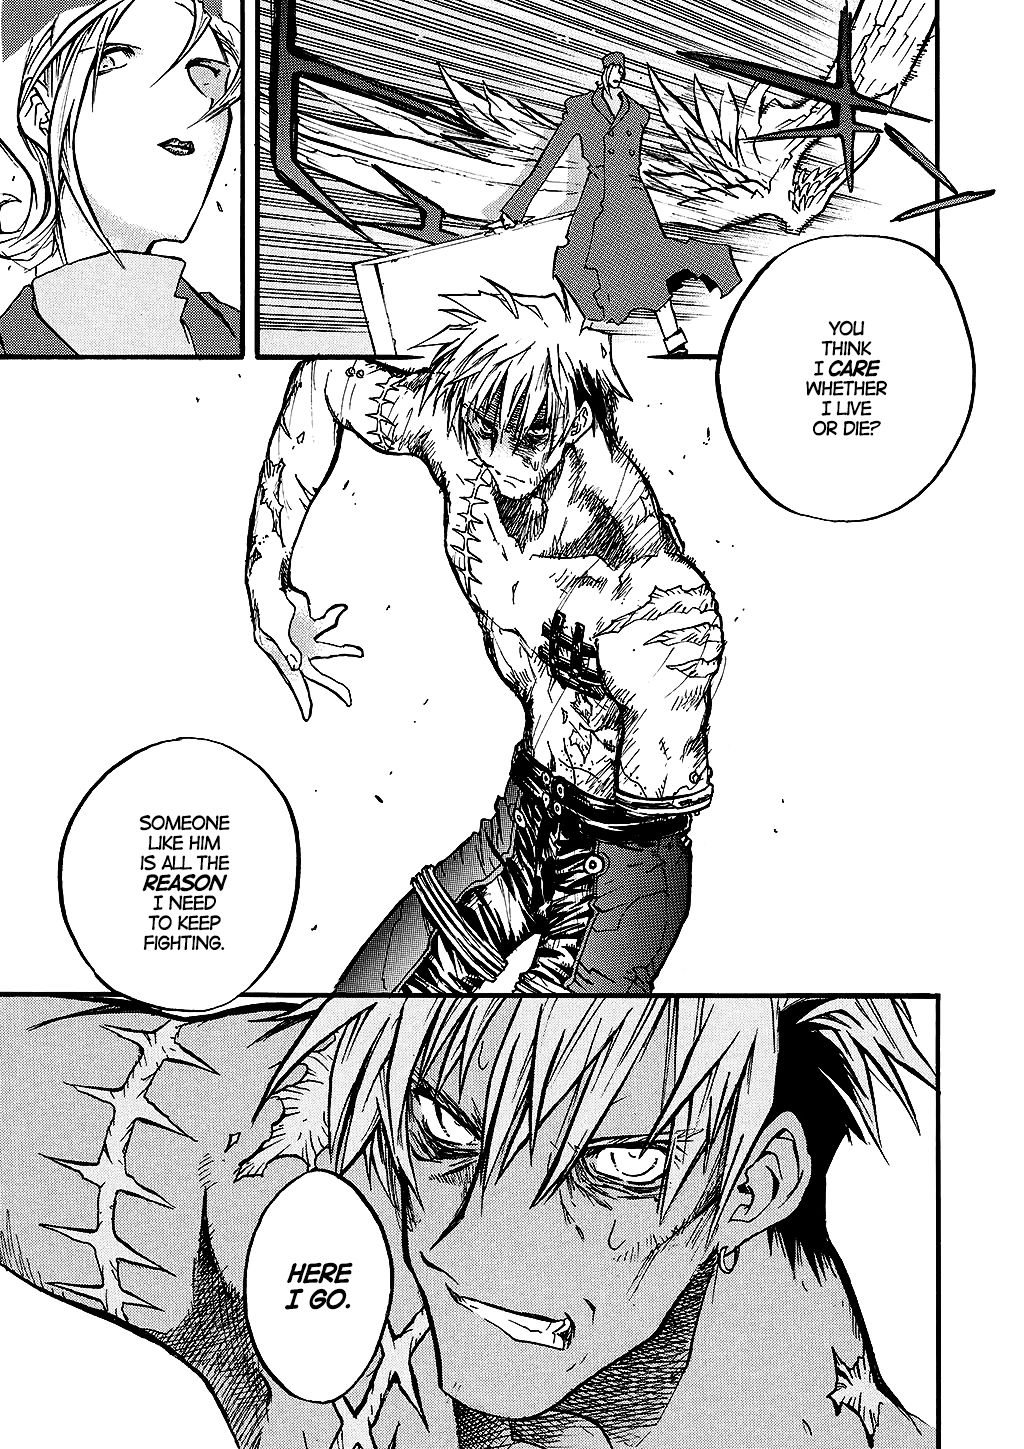 YOU
THINK
I CARE
WHETHER
I LIVE
OR DIE?
SOMEONE
LIKE HIM
IS ALL THE
REASON
I NEED
TO KEEP
FIGHTING.
HERE
I GO.